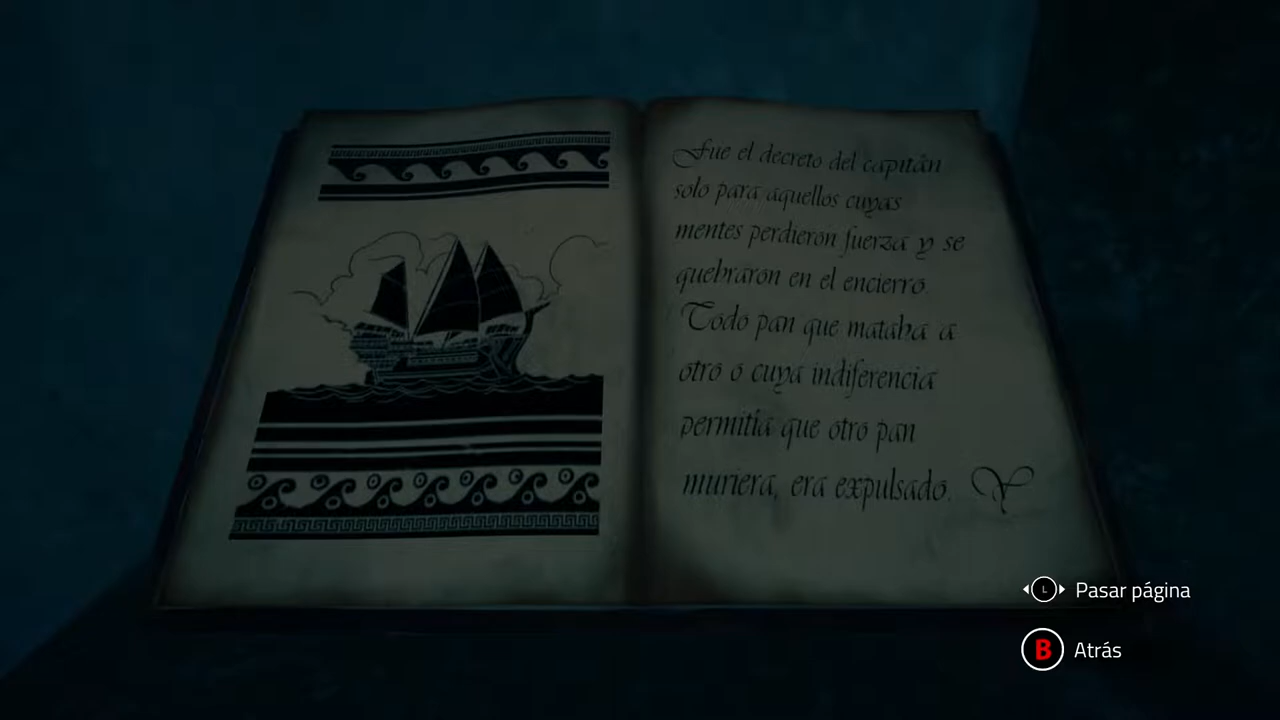 Fue el decreto del capitán
solo para aquellos cuyas
mentes perdieron fuerza y se
quebraron en el encierro.
Todo pan que mataba a
otro o cuya indiferencia
permitía que otro pan
muriera, era expulsado. Y
L
Pasar página
B
Atrás